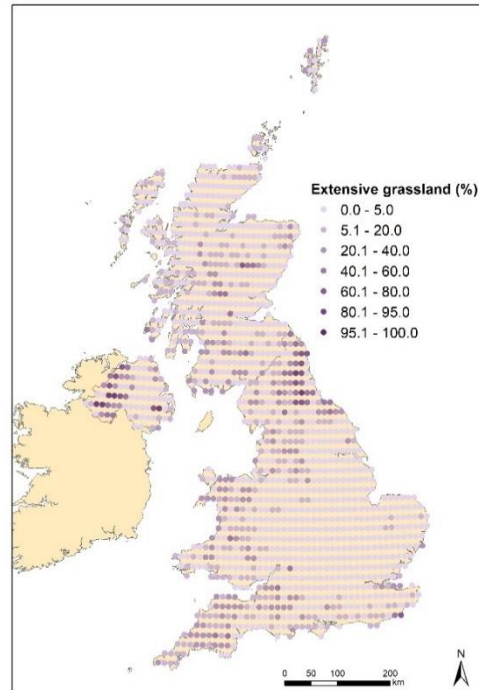 Extensive grassland (%)
0.0 - 5.0
5.1 - 20.0
20.1 - 40.0
40.1 - 60.0
60.1 - 80.0
80.1 - 95.0
95.1 - 100.0
N
0 50 100 200
km